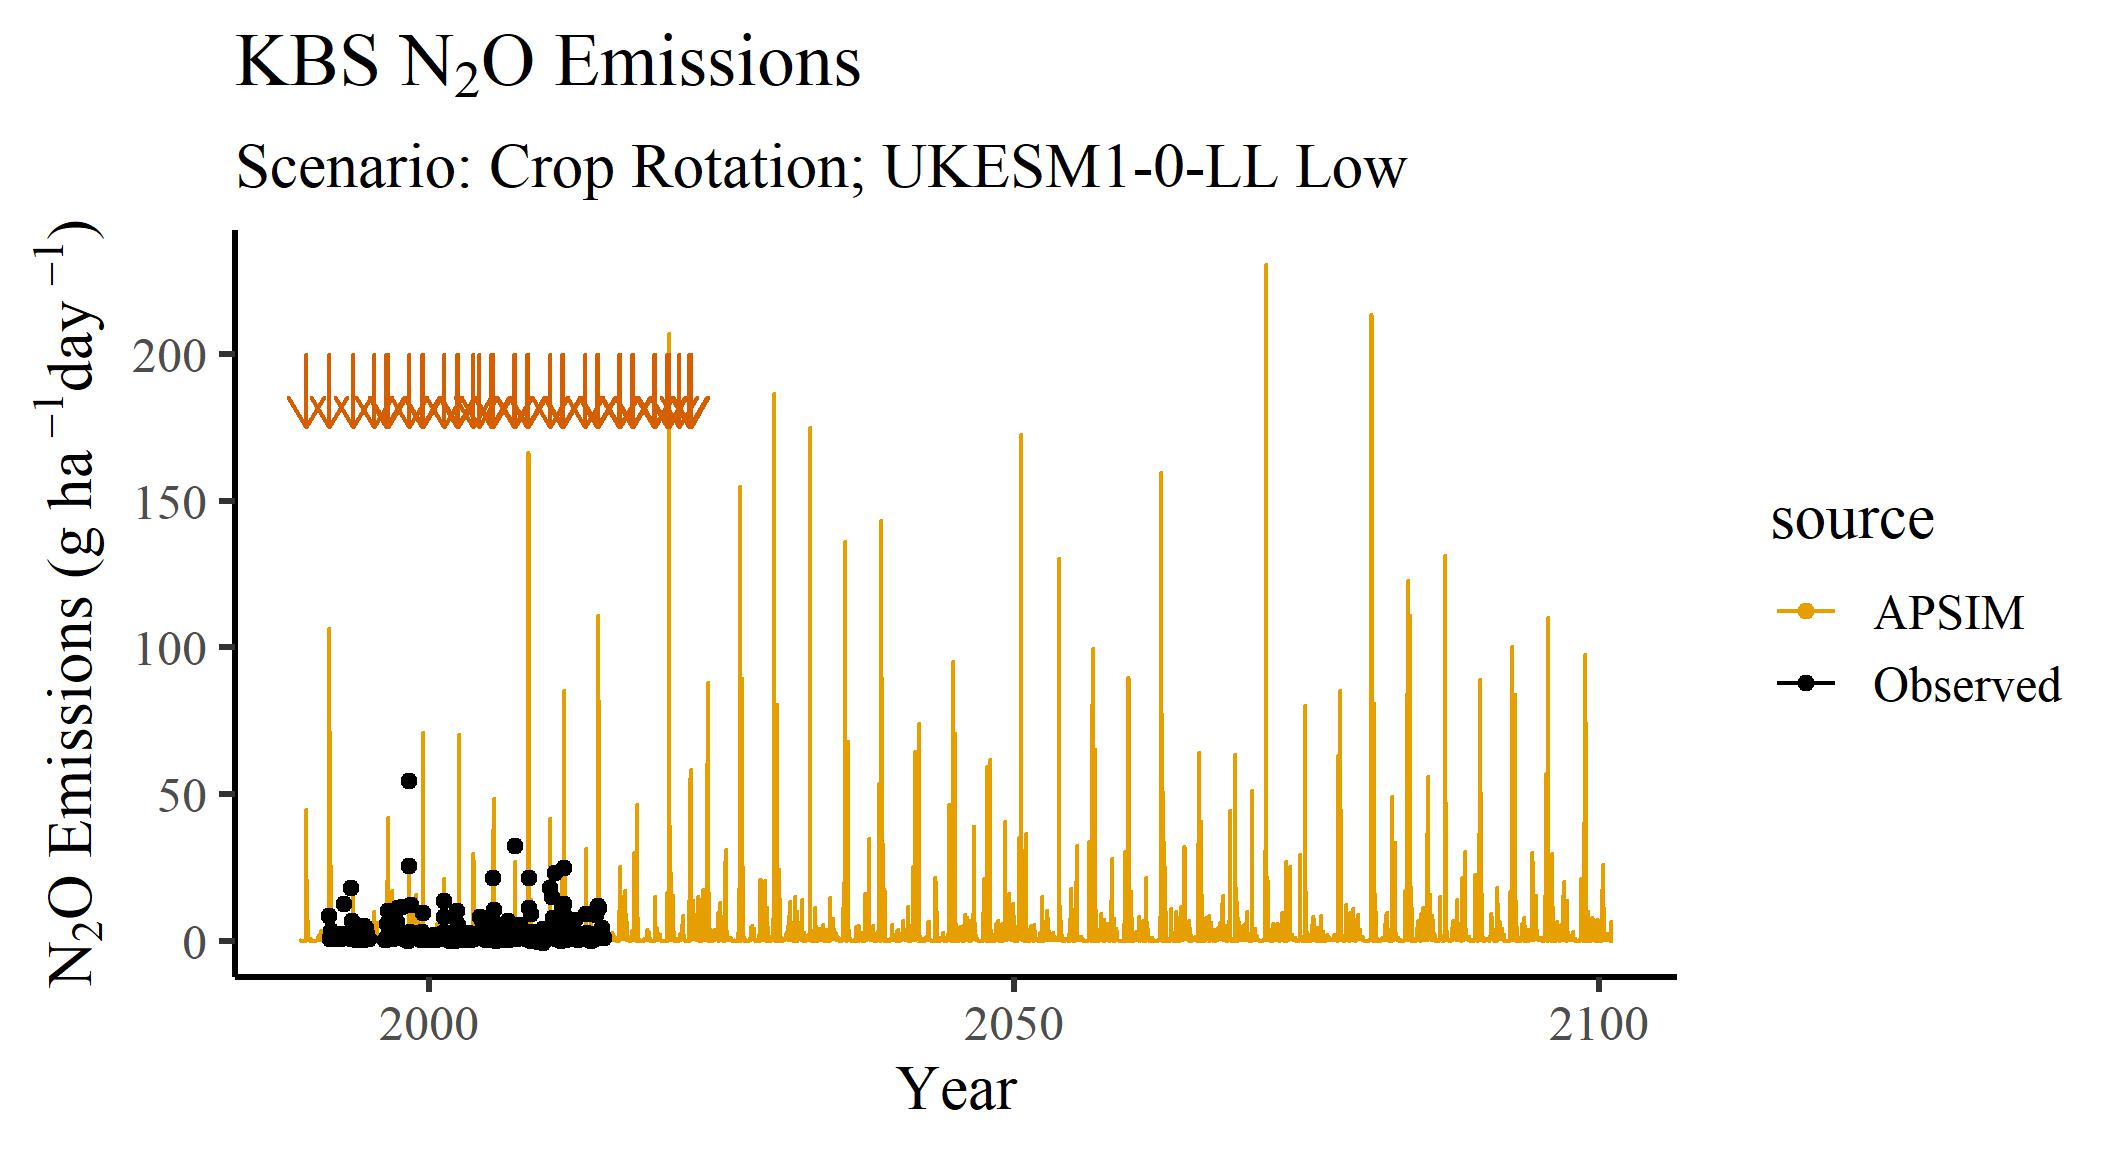 KBS N₂O Emissions
Scenario: Crop Rotation; UKESM1-0-LL Low
N₂O Emissions (g ha ⁻¹day ⁻¹)
200
150
100
50
0
2000
2050
2100
Year
source
APSIM
Observed